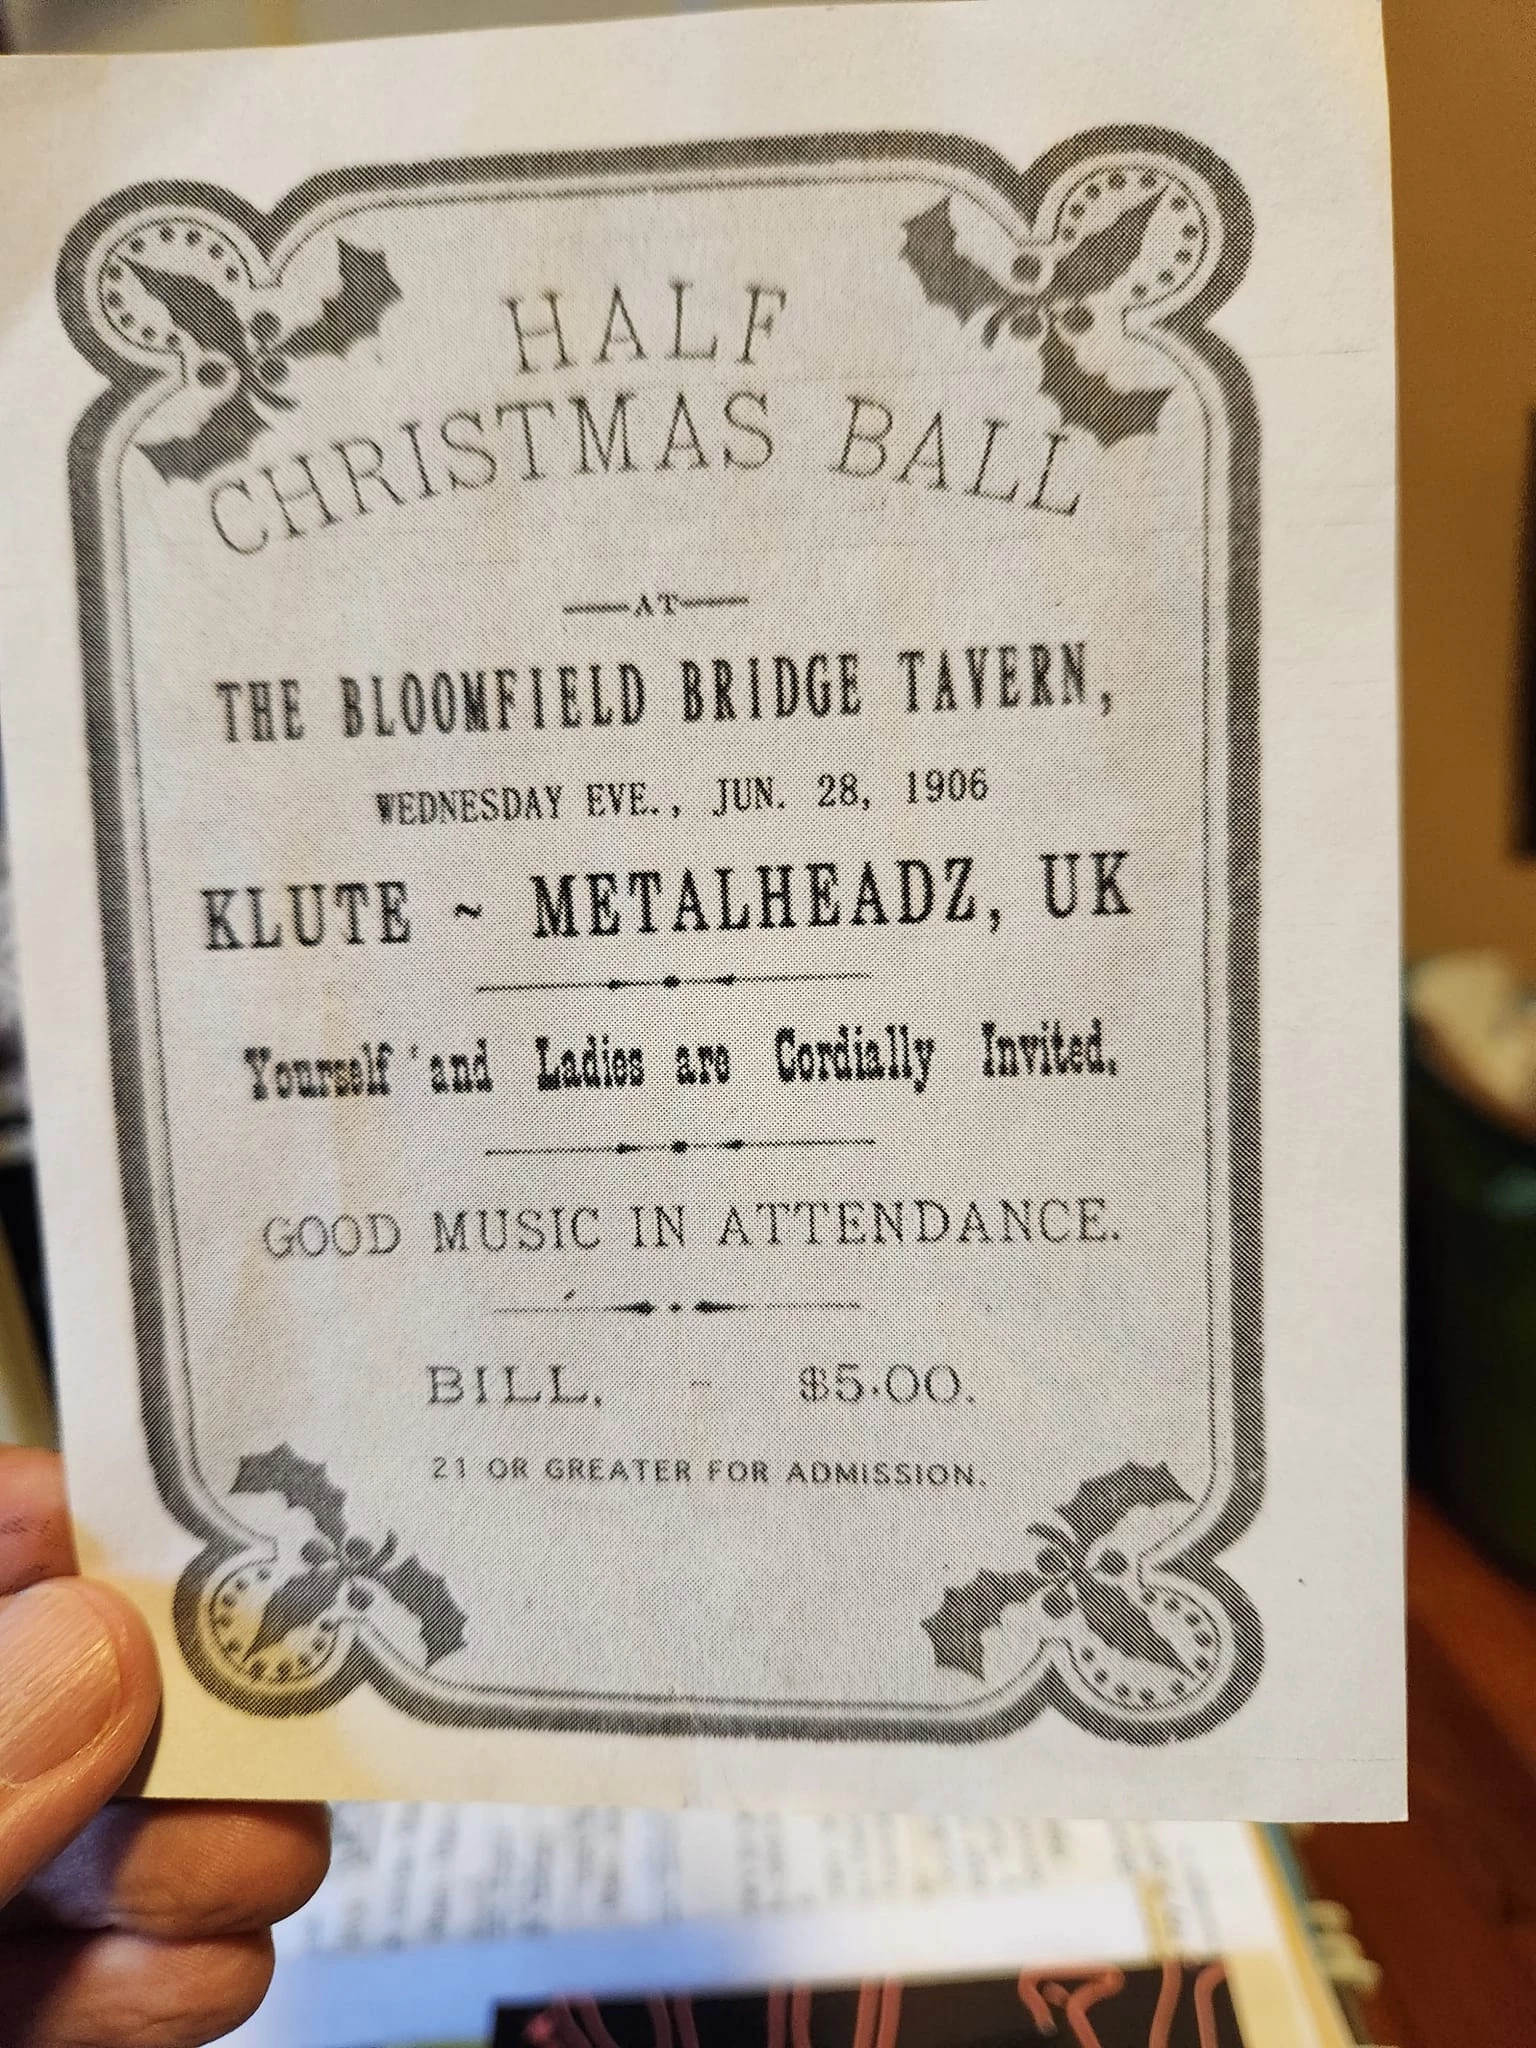 HALF
CHRISTMAS BALL
AT
THE BLOOMFIELD BRIDGE TAVERN,
WEDNESDAY EVE., JUN. 28, 1906
KLUTE ~ METALHEADZ, UK
Yourself and Ladies are Cordially Invited.
GOOD MUSIC IN ATTENDANCE.
BILL, - $5.00.
21 OR GREATER FOR ADMISSION.